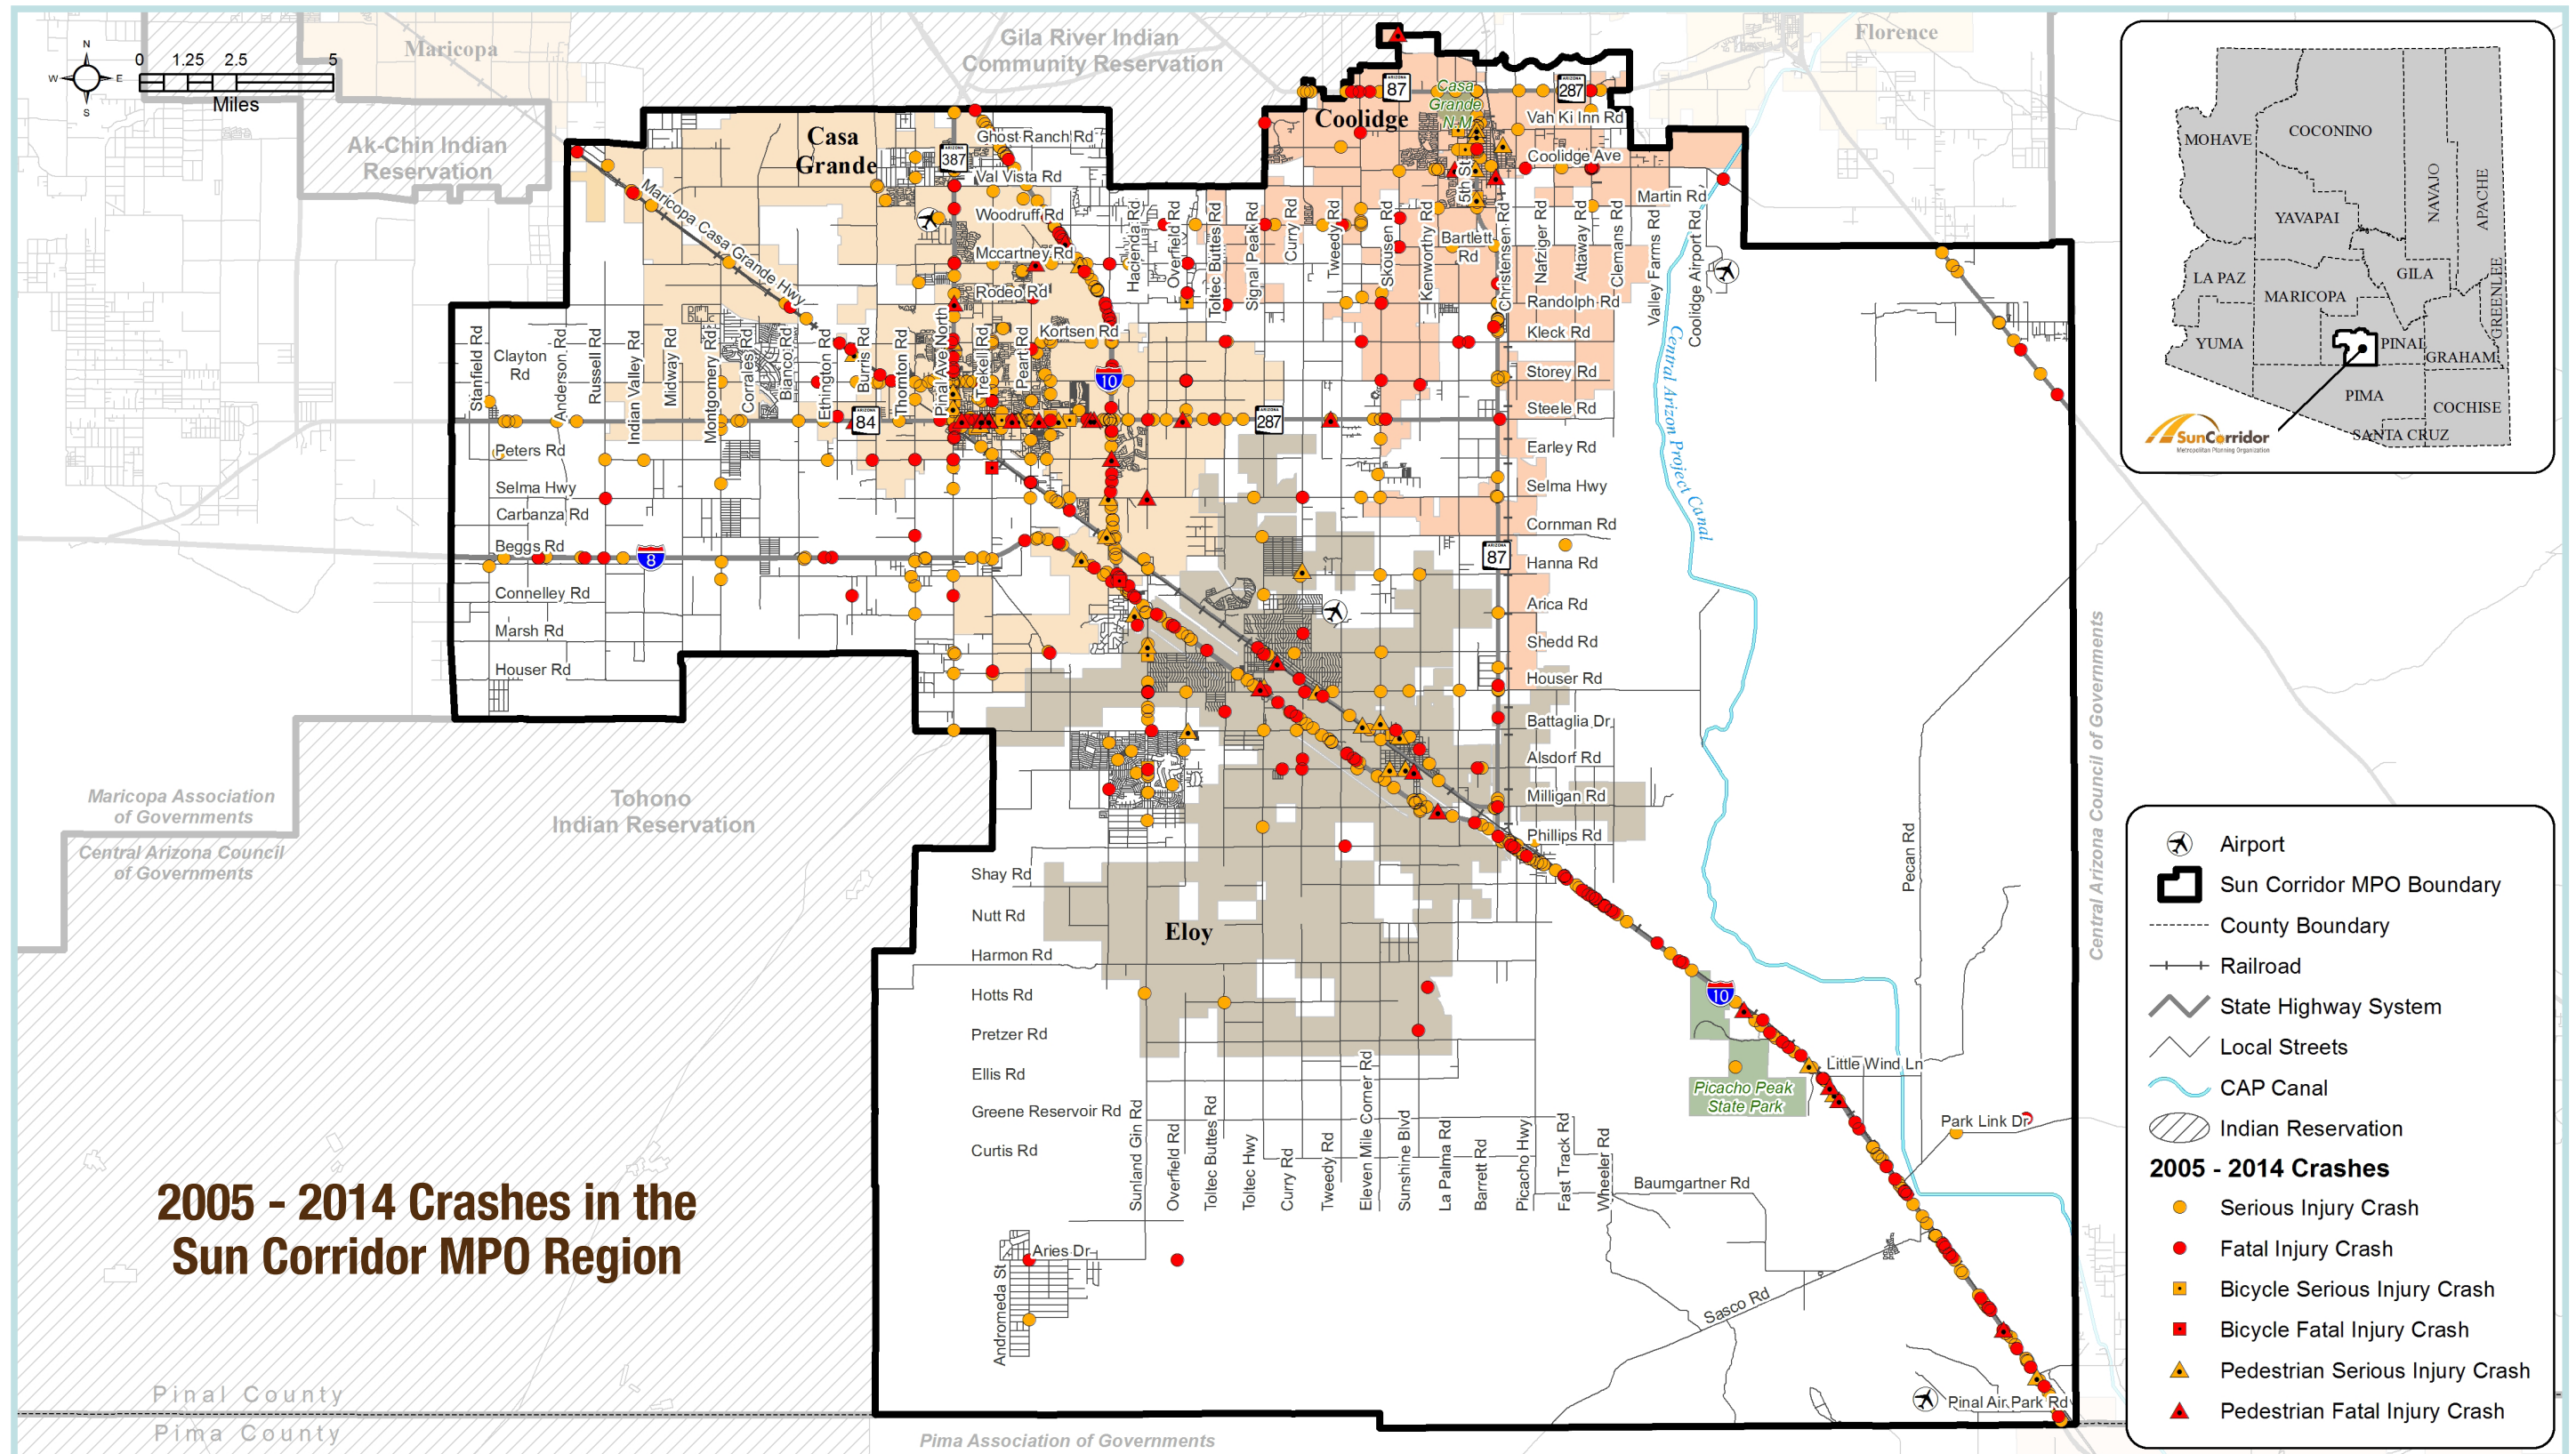 N
W
E
S
0 1.25 2.5 5
Miles
Maricopa
Gila River Indian
Community Reservation
Florence
Ak-Chin Indian
Reservation
Casa
Grande
Coolidge
Casa
Grande
N-M
ARIZONA
87
ARIZONA
287
ARIZONA
387
Ghost Ranch Rd
Val Vista Rd
Woodruff Rd
Mccartney Rd
Rodeo Rd
Kortsen Rd
Maricopa Casa Grande Hwy
Vah Ki Inn Rd
Coolidge Ave
Martin Rd
5th St
Bartlett
Rd
Randolph Rd
Kleck Rd
Storey Rd
Steele Rd
Earley Rd
Selma Hwy
Cornman Rd
Hanna Rd
Arica Rd
Shedd Rd
Houser Rd
Battaglia Dr
Alsdorf Rd
Milligan Rd
Phillips Rd
Hacienda Rd
Overfield Rd
Toltec Buttes Rd
Signal Peak Rd
Curry Rd
Tweedy Rd
Skousen Rd
Kenworthy Rd
Christensen Rd
Nafziger Rd
Attaway Rd
Clemans Rd
Valley Farms Rd
Coolidge Airport Rd
Central Arizon Project Canal
Stanfield Rd
Clayton
Rd
Anderson Rd
Russell Rd
Indian Valley Rd
Midway Rd
Montgomery Rd
Corrales Rd
Bianco Rd
Ethington Rd
Burris Rd
Thornton Rd
Pinal Ave North
Trekell Rd
Peart Rd
10
ARIZONA
84
ARIZONA
287
ARIZONA
87
8
Peters Rd
Selma Hwy
Carbanza Rd
Beggs Rd
Connelley Rd
Marsh Rd
Houser Rd
Maricopa Association
of Governments
Central Arizona Council
of Governments
Tohono
Indian Reservation
Shay Rd
Nutt Rd
Harmon Rd
Hotts Rd
Pretzer Rd
Ellis Rd
Greene Reservoir Rd
Curtis Rd
Eloy
Sunland Gin Rd
Overfield Rd
Toltec Buttes Rd
Toltec Hwy
Curry Rd
Tweedy Rd
Eleven Mile Corner Rd
Sunshine Blvd
La Palma Rd
Barrett Rd
Picacho Hwy
Fast Track Rd
Wheeler Rd
10
Picacho Peak
State Park
Little Wind Ln
Pecan Rd
Park Link Dr
Baumgartner Rd
Sasco Rd
Pinal Air Park Rd
Aries Dr
Andromeda St
Central Arizona Council of Governments
2005 - 2014 Crashes in the
Sun Corridor MPO Region
Pinal County
Pima County
Pima Association of Governments
MOHAVE
COCONINO
NAVAJO
APACHE
YAVAPAI
LA PAZ
GILA
GREENLEE
MARICOPA
YUMA
PINAL
GRAHAM
PIMA
COCHISE
SANTA CRUZ
SunCorridor
Metropolitan Planning Organization
Airport
Sun Corridor MPO Boundary
County Boundary
Railroad
State Highway System
Local Streets
CAP Canal
Indian Reservation
2005 - 2014 Crashes
Serious Injury Crash
Fatal Injury Crash
Bicycle Serious Injury Crash
Bicycle Fatal Injury Crash
Pedestrian Serious Injury Crash
Pedestrian Fatal Injury Crash